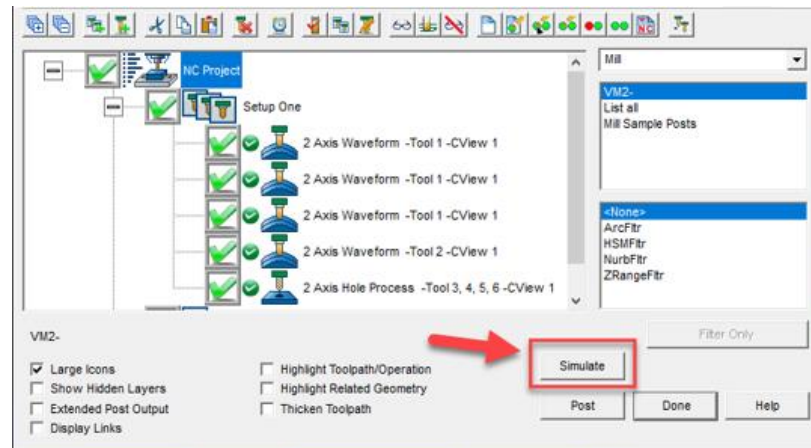 NC
NC Project
Setup One
2 Axis Waveform -Tool 1 -CView 1
2 Axis Waveform -Tool 1 -CView 1
2 Axis Waveform -Tool 1 -CView 1
2 Axis Waveform -Tool 2 -CView 1
2 Axis Hole Process -Tool 3, 4, 5, 6 -CView 1
Mill
VM2-
List all
Mill Sample Posts
<None>
ArcFltr
HSMFltr
NurbFltr
ZRangeFltr
VM2-
Filter Only
Large Icons
Show Hidden Layers
Extended Post Output
Display Links
Highlight Toolpath/Operation
Highlight Related Geometry
Thicken Toolpath
Simulate
Post
Done
Help